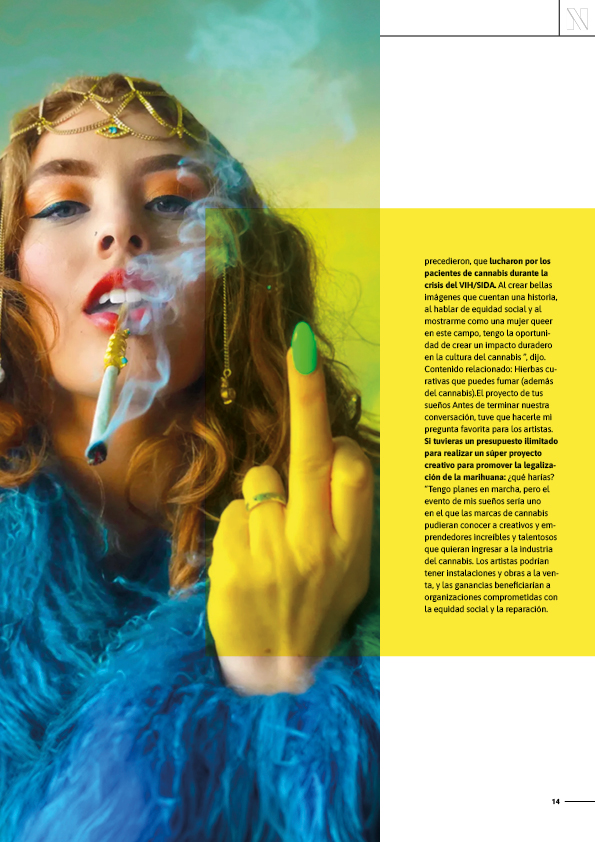 N
precedieron, que lucharon por los
pacientes de cannabis durante la
crisis del VIH/SIDA. Al crear bellas
imágenes que cuentan una historia,
al hablar de equidad social y al
mostrarme como una mujer queer
en este campo, tengo la oportuni-
dad de crear un impacto duradero
en la cultura del cannabis “, dijo.
Contenido relacionado: Hierbas cu-
rativas que puedes fumar (además
del cannabis).El proyecto de tus
sueños Antes de terminar nuestra
conversación, tuve que hacerle mi
pregunta favorita para los artistas.
Si tuvieras un presupuesto ilimitado
para realizar un súper proyecto
creativo para promover la legaliza-
ción de la marihuana: ¿qué harías?
“Tengo planes en marcha, pero el
evento de mis sueños sería uno
en el que las marcas de cannabis
pudieran conocer a creativos y em-
prendedores increíbles y talentosos
que quieran ingresar a la industria
del cannabis. Los artistas podrían
tener instalaciones y obras a la ven-
ta, y las ganancias beneficiarían a
organizaciones comprometidas con
la equidad social y la reparación.
14